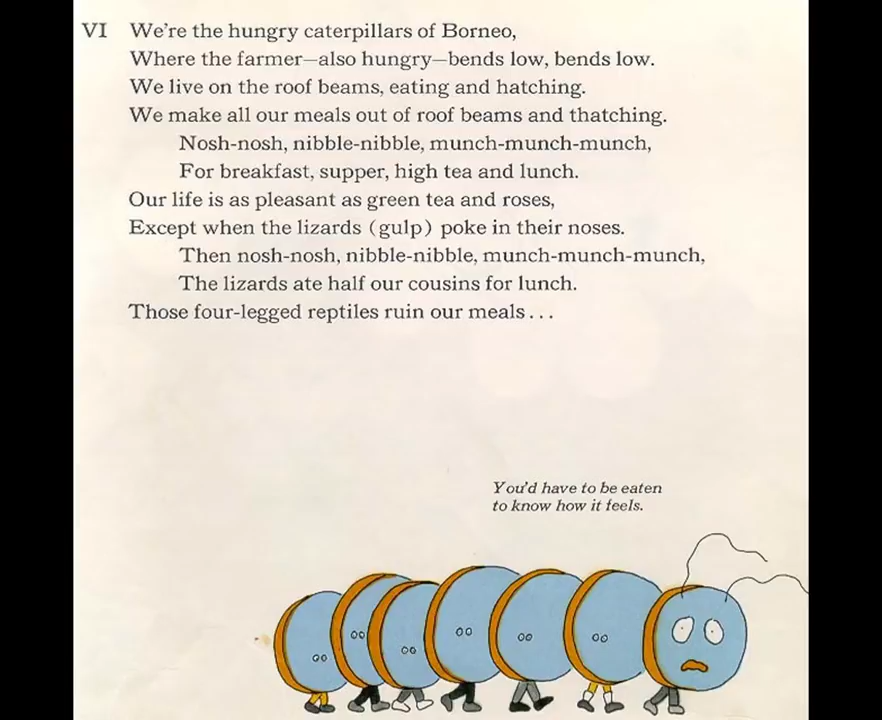 VI We're the hungry caterpillars of Borneo,
Where the farmer—also hungry—bends low, bends low.
We live on the roof beams, eating and hatching.
We make all our meals out of roof beams and thatching.
Nosh-nosh, nibble-nibble, munch-munch-munch,
For breakfast, supper, high tea and lunch.
Our life is as pleasant as green tea and roses,
Except when the lizards (gulp) poke in their noses.
Then nosh-nosh, nibble-nibble, munch-munch-munch,
The lizards ate half our cousins for lunch.
Those four-legged reptiles ruin our meals...
You'd have to be eaten
to know how it feels.